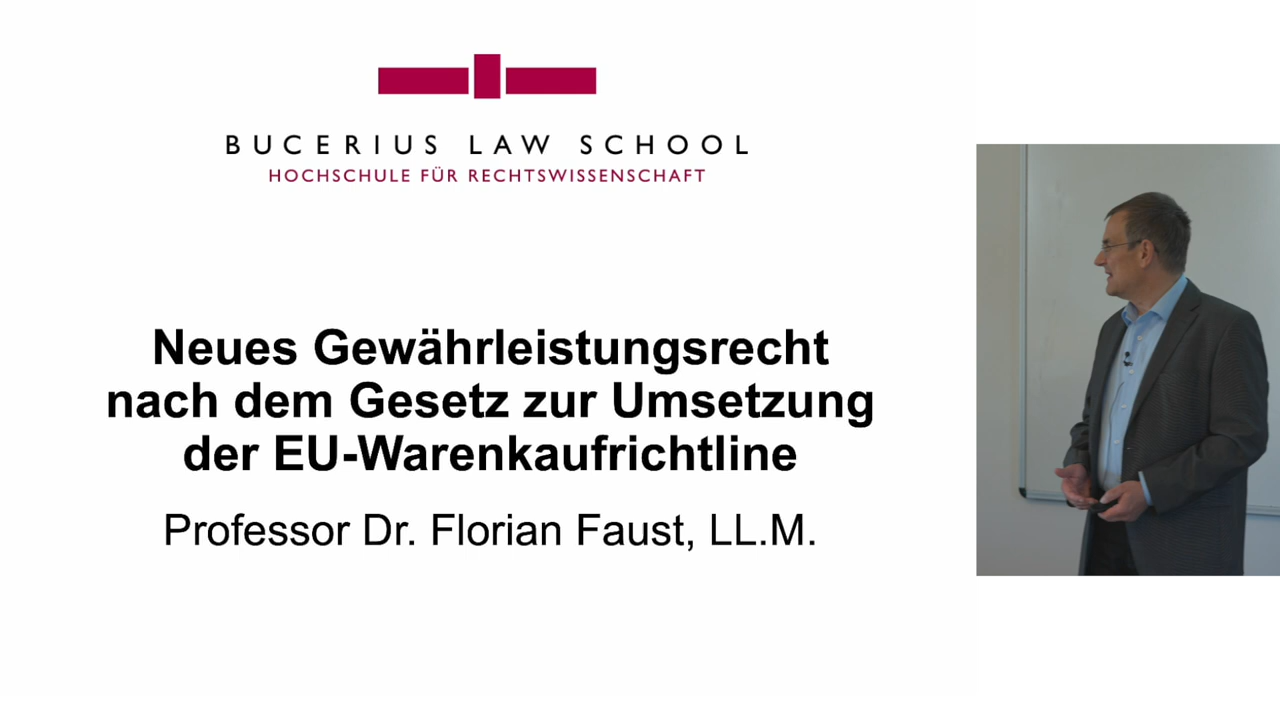 BUCERIUS LAW SCHOOL
HOCHSCHULE FÜR RECHTSWISSENSCHAFT
Neues Gewährleistungsrecht
nach dem Gesetz zur Umsetzung
der EU-Warenkaufrichtline
Professor Dr. Florian Faust, LL.M.